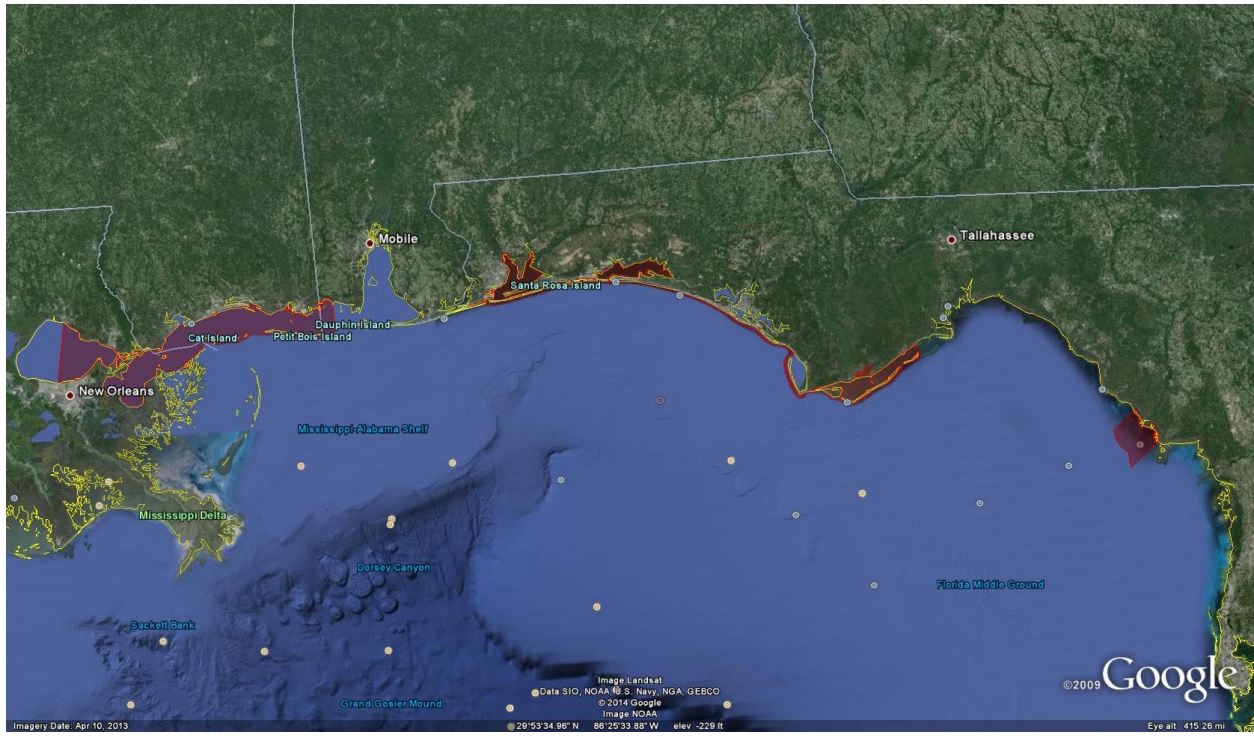 Mobile
Tallahassee
Santa Rosa Island
Dauphin Island
Cat Island
Petit Bois Island
New Orleans
Mississippi-Alabama Shelf
Mississippi Delta
Dorsey Canyon
Florida Middle Ground
Sackett Bank
Grand Gosier Mound
Image Landsat
Data SIO, NOAA, U.S. Navy, NGA, GEBCO
© 2014 Google
Image NOAA
©2009 Google
Imagery Date: Apr 10, 2013
29°53'34.96" N 86°25'33.88" W elev -229 ft
Eye alt 415.26 mi